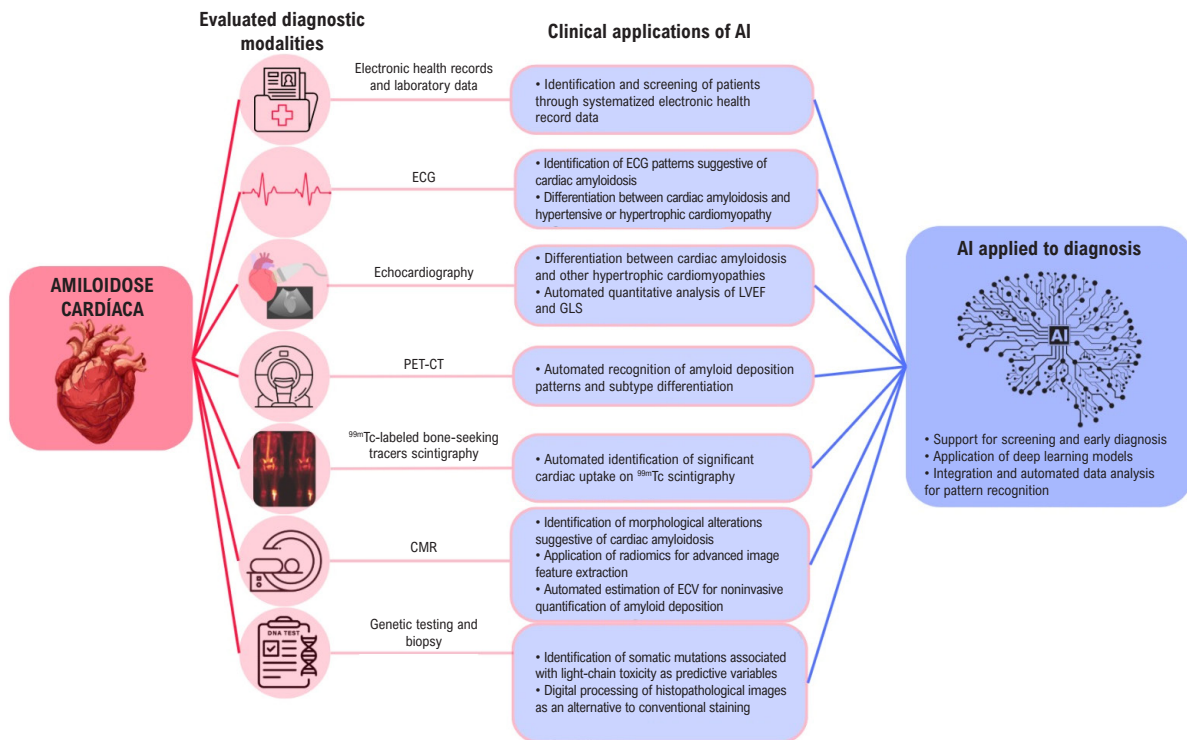 Evaluated diagnostic
modalities
Clinical applications of AI
Electronic health records
and laboratory data
• Identification and screening of patients
through systematized electronic health
record data
ECG
• Identification of ECG patterns suggestive of
cardiac amyloidosis
• Differentiation between cardiac amyloidosis and
hypertensive or hypertrophic cardiomyopathy
AMILOIDOSE
CARDÍACA
Echocardiography
• Differentiation between cardiac amyloidosis
and other hypertrophic cardiomyopathies
• Automated quantitative analysis of LVEF
and GLS
PET-CT
• Automated recognition of amyloid deposition
patterns and subtype differentiation
99mTc-labeled bone-seeking
tracers scintigraphy
• Automated identification of significant
cardiac uptake on 99mTc scintigraphy
CMR
• Identification of morphological alterations
suggestive of cardiac amyloidosis
• Application of radiomics for advanced image
feature extraction
• Automated estimation of ECV for noninvasive
quantification of amyloid deposition
Genetic testing and
biopsy
DNA TEST
• Identification of somatic mutations associated
with light-chain toxicity as predictive variables
• Digital processing of histopathological images
as an alternative to conventional staining
AI applied to diagnosis
AI
• Support for screening and early diagnosis
• Application of deep learning models
• Integration and automated data analysis
for pattern recognition